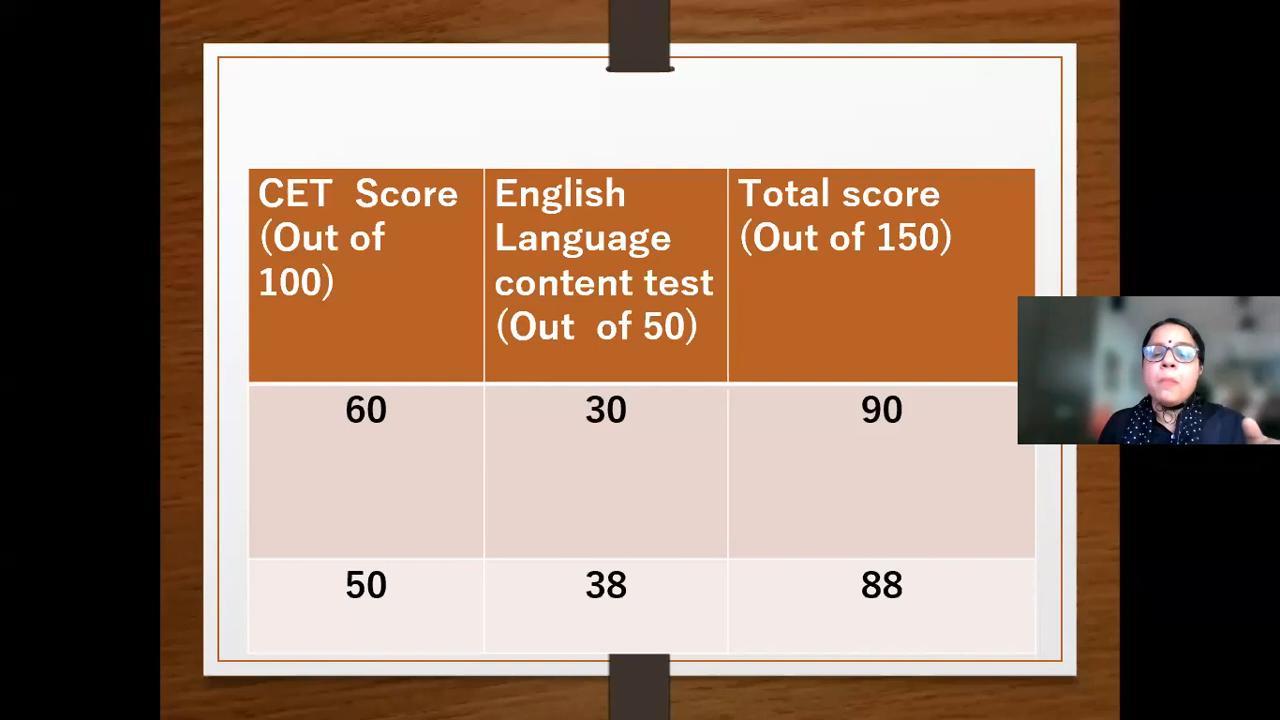 CET  Score
(Out of
100)
English
Language
content test
(Out  of 50)
Total score
(Out of 150)
60
30
90
50
38
88